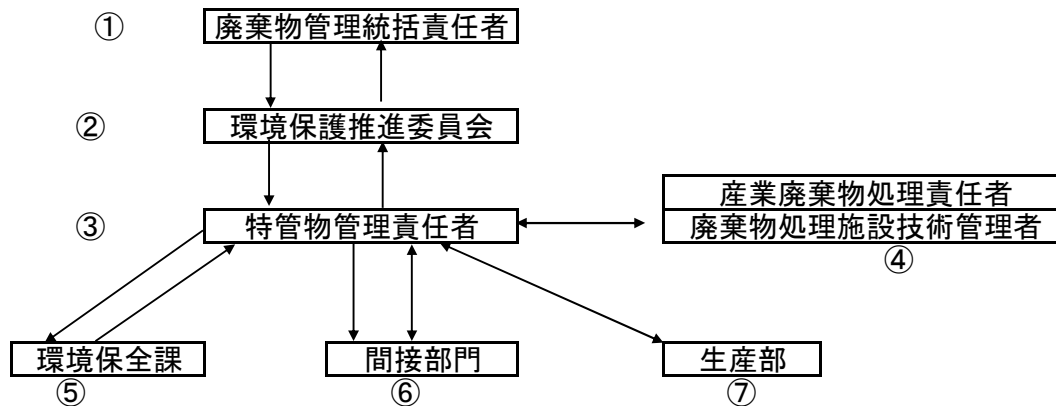 ① 廃棄物管理統括責任者
② 環境保護推進委員会
産業廃棄物処理責任者
③ 特管物管理責任者
廃棄物処理施設技術管理者
④
環境保全課
間接部門
生産部
⑤
⑥
⑦